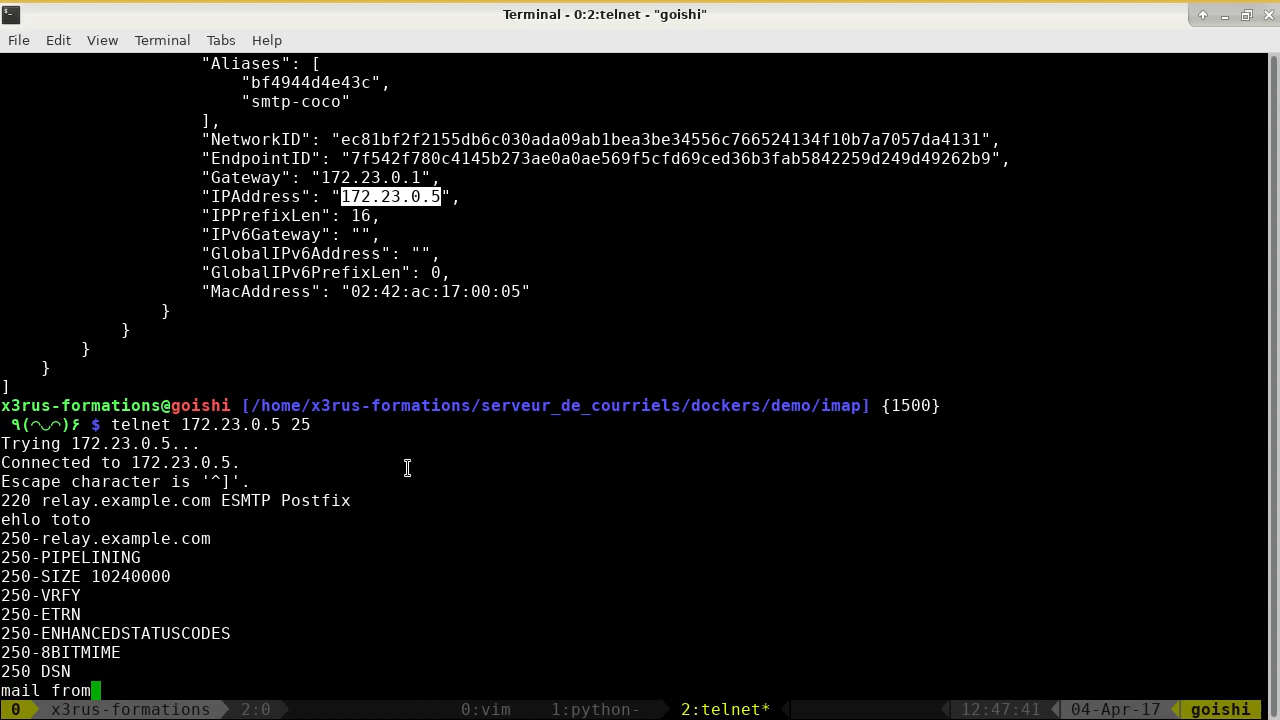 Terminal - 0:2:telnet - "goishi"
File Edit View Terminal Tabs Help
"Aliases": [
"bf4944d4e43c",
"smtp-coco"
],
"NetworkID": "ec81bf2f2155db6c030ada09ab1bea3be34556c766524134f10b7a7057da4131",
"EndpointID": "7f542f780c4145b273ae0a0ae569f5cfd69ced36b3fab5842259d249d49262b9",
"Gateway": "172.23.0.1",
"IPAddress": "172.23.0.5",
"IPPrefixLen": 16,
"IPv6Gateway": "",
"GlobalIPv6Address": "",
"GlobalIPv6PrefixLen": 0,
"MacAddress": "02:42:ac:17:00:05"
}
}
}
}
]
x3rus-formations@goishi [/home/x3rus-formations/serveur_de_courriels/dockers/demo/imap] {1500}
٩(◠◡◠)۶ $ telnet 172.23.0.5 25
Trying 172.23.0.5...
Connected to 172.23.0.5.
Escape character is '^]'.
220 relay.example.com ESMTP Postfix
ehlo toto
250-relay.example.com
250-PIPELINING
250-SIZE 10240000
250-VRFY
250-ETRN
250-ENHANCEDSTATUSCODES
250-8BITMIME
250 DSN
mail from
0 x3rus-formations 2:0 0:vim 1:python- 2:telnet* 12:47:41 04-Apr-17 goishi